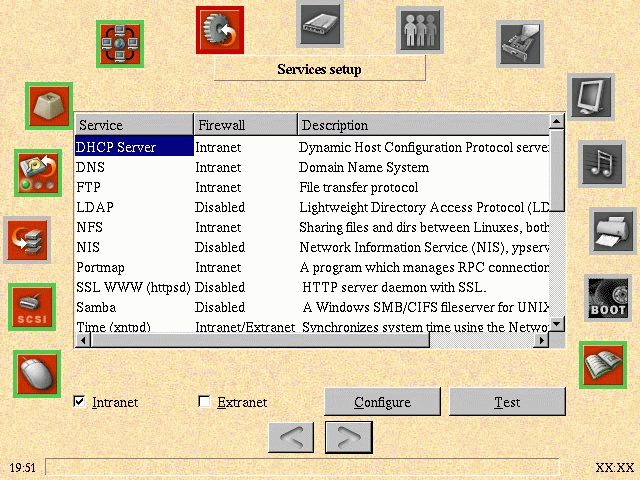 Services setup
Service Firewall Description
DHCP Server Intranet Dynamic Host Configuration Protocol serve
DNS Intranet Domain Name System
FTP Intranet File transfer protocol
LDAP Disabled Lightweight Directory Access Protocol (LD
NFS Intranet Sharing files and dirs between Linuxes, both
NIS Disabled Network Information Service (NIS), ypserv
Portmap Intranet A program which manages RPC connection
SSL WWW (httpsd) Disabled HTTP server daemon with SSL.
Samba Disabled A Windows SMB/CIFS fileserver for UNIX
Time (xntpd) Intranet/Extranet Synchronizes system time using the Netwo
SCSI
BOOT
Intranet Extranet Configure Test
< >
19:51 XX:XX